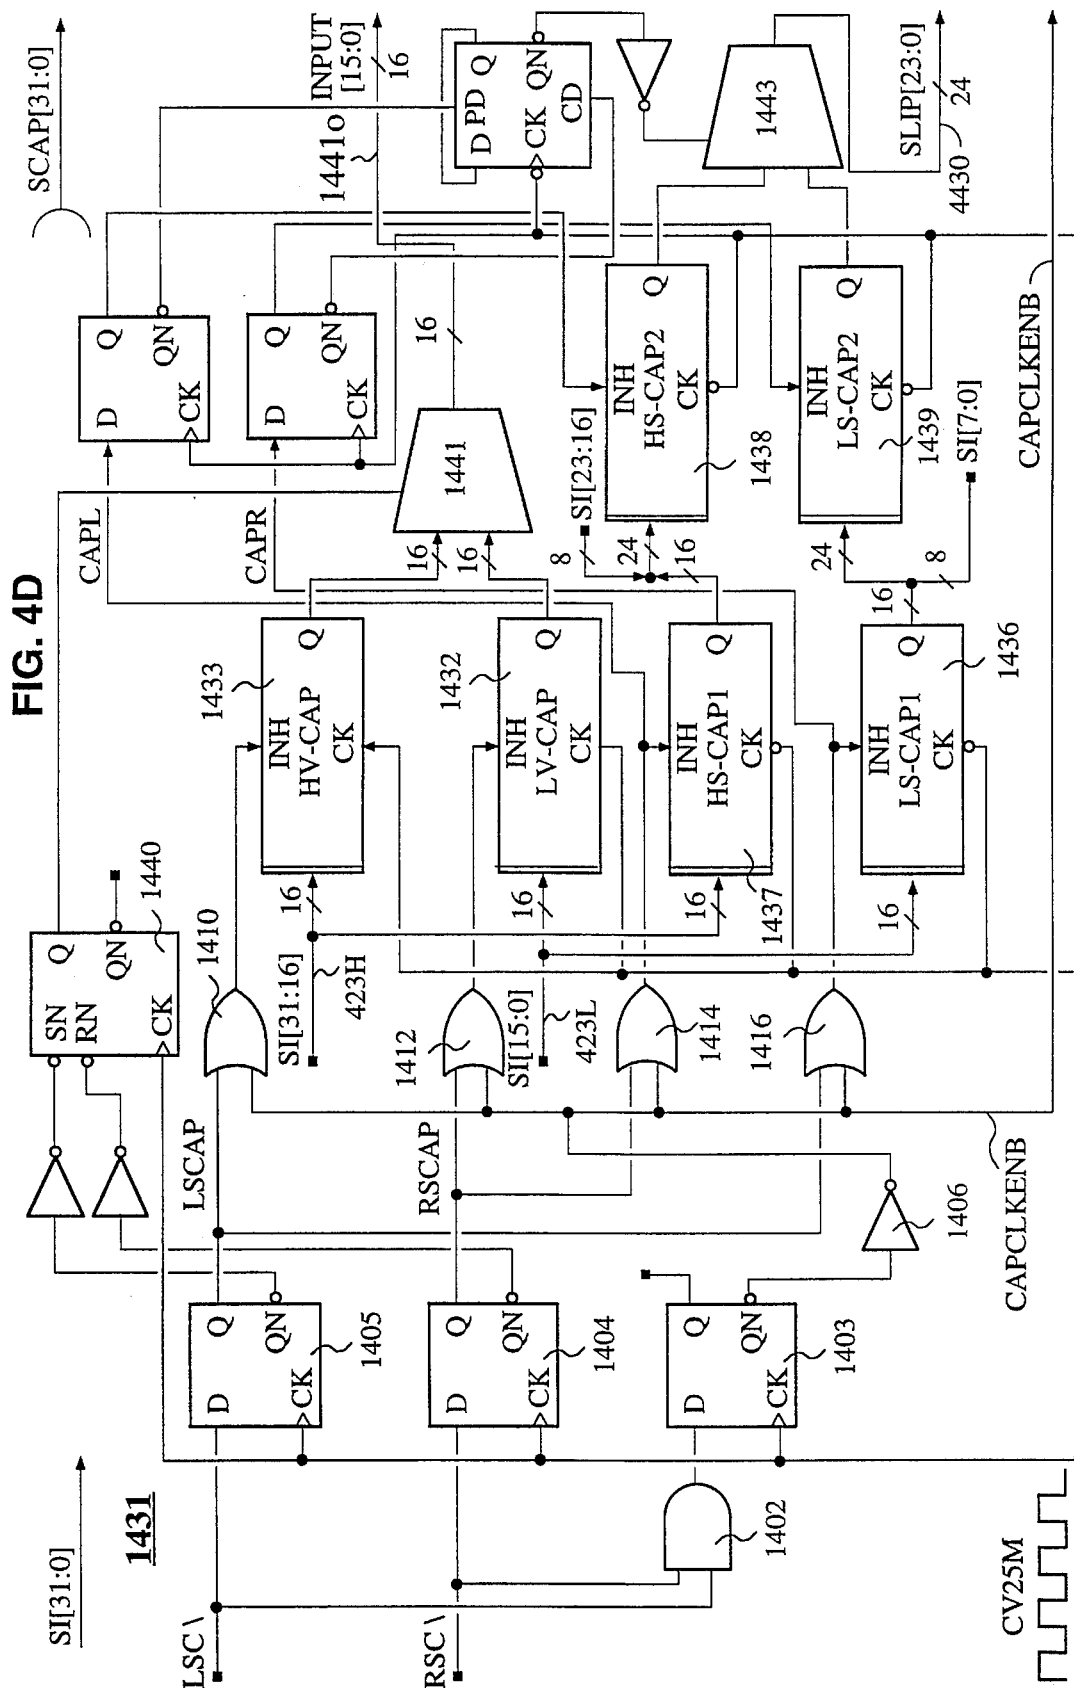 FIG. 4D
SI[31:0]
1431
SCAP[31:0]
LSC\
RSC\
CV25M
1402
D
Q
QN
CK
1405
D
Q
QN
CK
1404
D
Q
QN
CK
1403
1406
LSCAP
RSCAP
CAPCLKENB
SN
RN
Q
QN
CK
1440
1410
1412
1414
1416
SI[31:16]
423H
SI[15:0]
423L
16
16
16
16
INH
HV-CAP
CK
Q
1433
INH
LV-CAP
CK
Q
1432
INH
HS-CAP1
CK
Q
1437
INH
LS-CAP1
CK
Q
1436
CAPL
CAPR
16
16
1441
16
D
Q
QN
CK
D
Q
QN
CK
1441o
INPUT
[15:0]
16
SI[23:16]
8
24
16
INH
HS-CAP2
CK
Q
1438
16
24
8
SI[7:0]
INH
LS-CAP2
CK
Q
1439
D
PD
Q
CK
QN
CD
1443
SLIP[23:0]
24
4430
CAPCLKENB